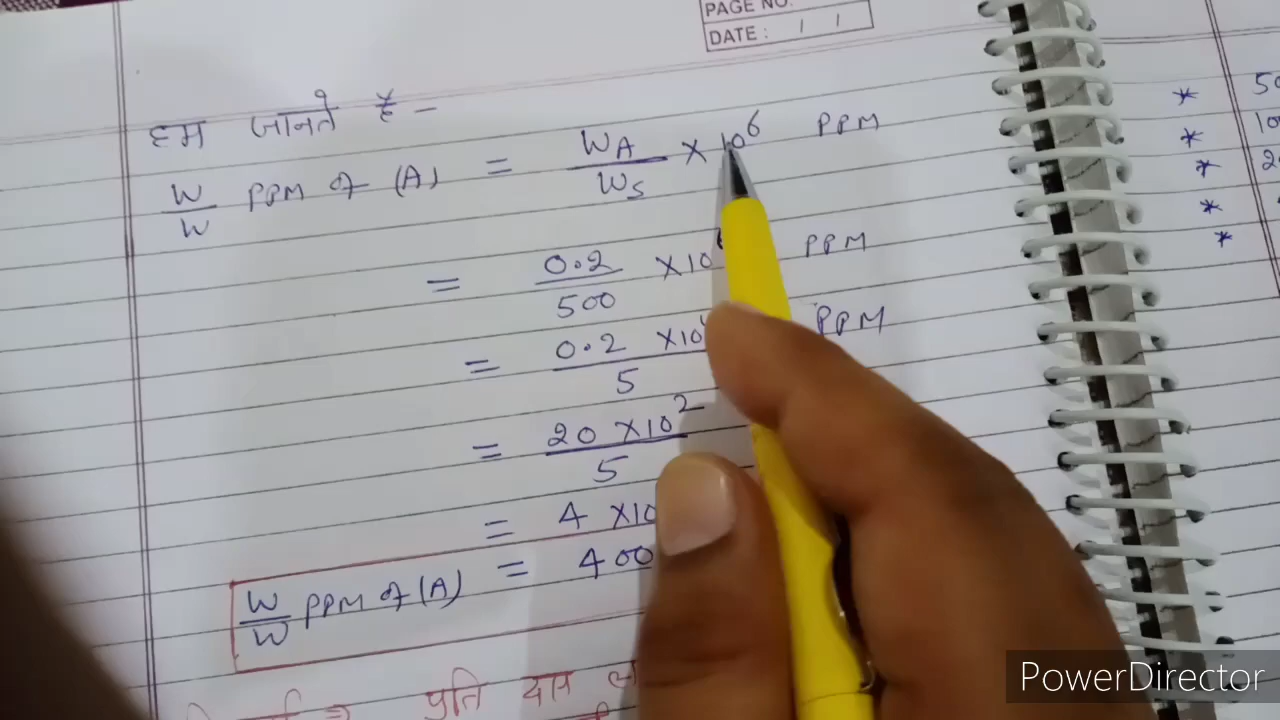 PAGE NO.
DATE : / /
हम जानते है -
W/W PPM of (A) = WA/WS × 10⁶ PPM
= 0.2/500 ×10 PPM
= 0.2 ×10/5 PPM
= 20 ×10²/5
= 4 ×10
W/W PPM of (A) = 400
प्रति
*
* 
*
*
*
PowerDirector